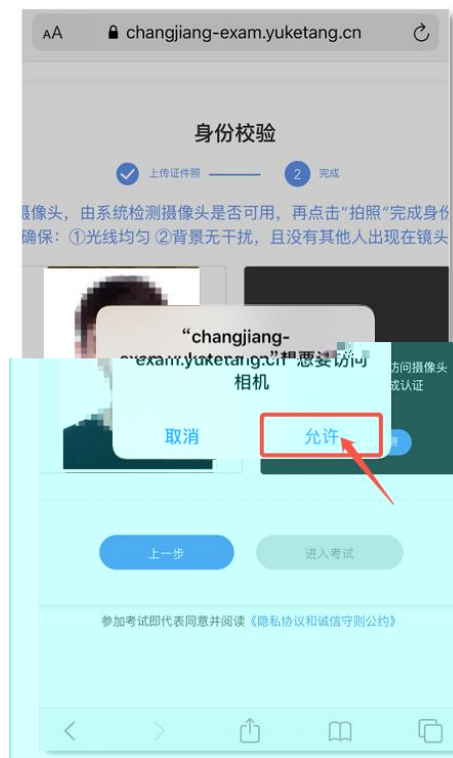 AA changjiang-exam.yuketang.cn
身份校验
上传证件照 2 完成
摄像头，由系统检测摄像头是否可用，再点击“拍照”完成身份
确保：①光线均匀 ②背景无干扰，且没有其他人出现在镜头
“changjiang-
exam.yuketang.cn”想要访问
相机
访问摄像头
成认证
取消 允许
上一步 进入考试
参加考试即代表同意并阅读《隐私协议和诚信守则公约》